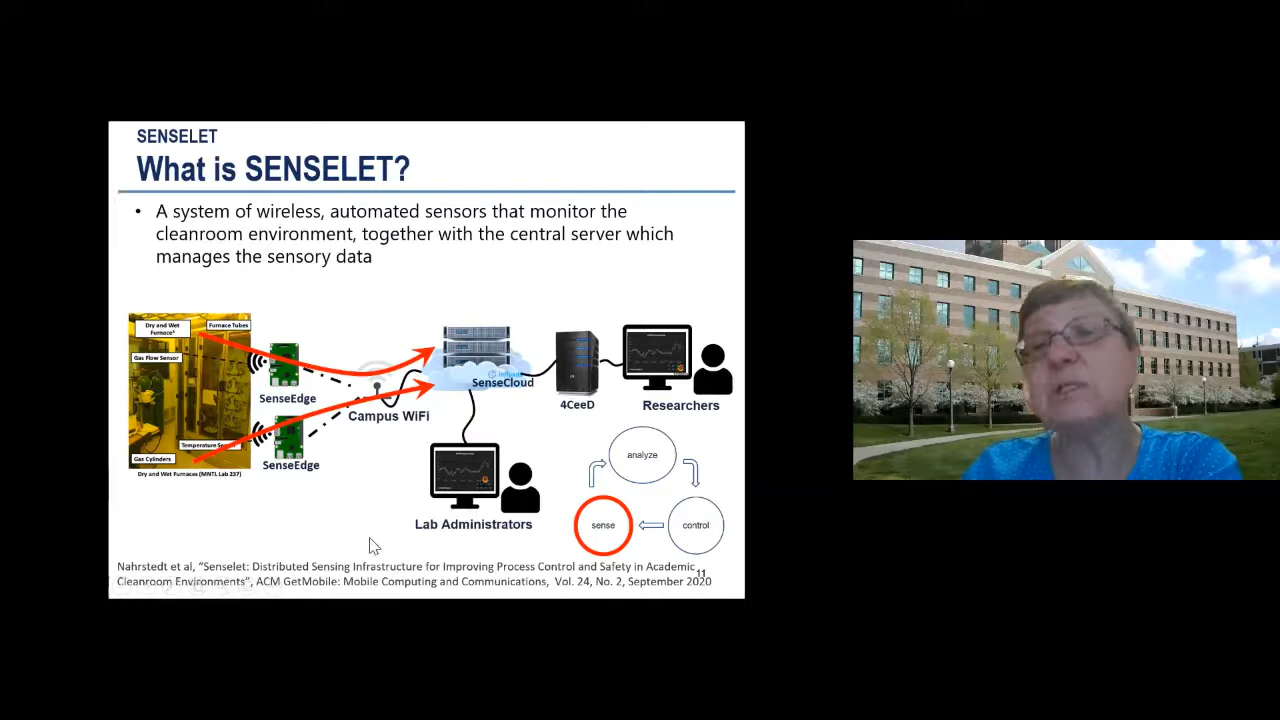 SENSELET
What is SENSELET?
• A system of wireless, automated sensors that monitor the
cleanroom environment, together with the central server which
manages the sensory data
Dry and Wet
Furnace
Furnace Tubes
Gas Flow Sensor
SenseEdge
Temperature
Gas Cylinders
SenseEdge
Dry and Wet Furnaces (MNTL Lab 237)
Campus WiFi
SenseCloud
4CeeD
Researchers
Lab Administrators
analyze
sense
control
Nahrstedt et al, “Senselet: Distributed Sensing Infrastructure for Improving Process Control and Safety in Academic
Cleanroom Environments”, ACM GetMobile: Mobile Computing and Communications, Vol. 24, No. 2, September 2020
11